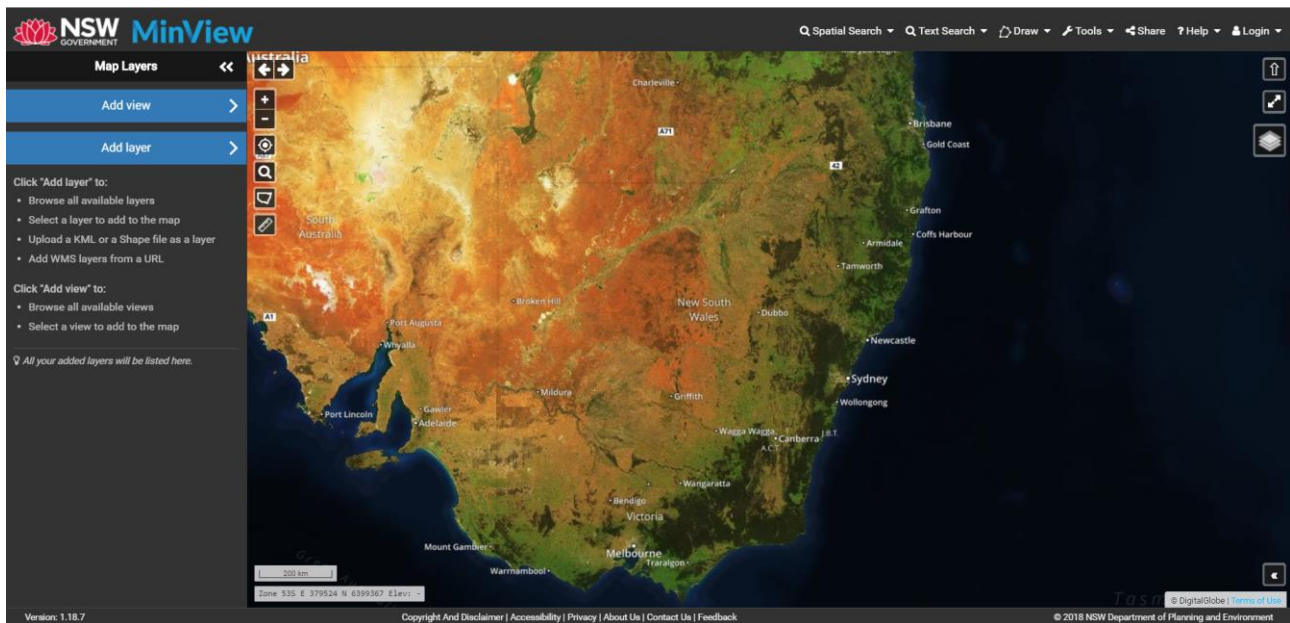 NSW
GOVERNMENT
MinView
Spatial Search
Text Search
Draw
Tools
Share
? Help
Login
Map Layers
Add view
Add layer
Click "Add layer" to:
• Browse all available layers
• Select a layer to add to the map
• Upload a KML or a Shape file as a layer
• Add WMS layers from a URL
Click "Add view" to:
• Browse all available views
• Select a view to add to the map
All your added layers will be listed here.
Australia
Charleville
A71
Brisbane
Gold Coast
42
Grafton
South
Australia
Coffs Harbour
Armidale
Tamworth
Broken Hill
New South
Wales
Dubbo
A1
Port Augusta
Whyalla
Newcastle
Sydney
Mildura
Griffith
Wollongong
Port Lincoln
Gawler
Adelaide
Wagga Wagga
Canberra
J.B.T.
A.C.T.
Wangaratta
Bendigo
Victoria
Mount Gambier
Melbourne
Traralgon
Warrnambool
200 km
Zone 53S E 379524 N 6399367 Elev: -
© DigitalGlobe | Terms of Use
Version: 1.18.7
Copyright And Disclaimer | Accessibility | Privacy | About Us | Contact Us | Feedback
© 2018 NSW Department of Planning and Environment